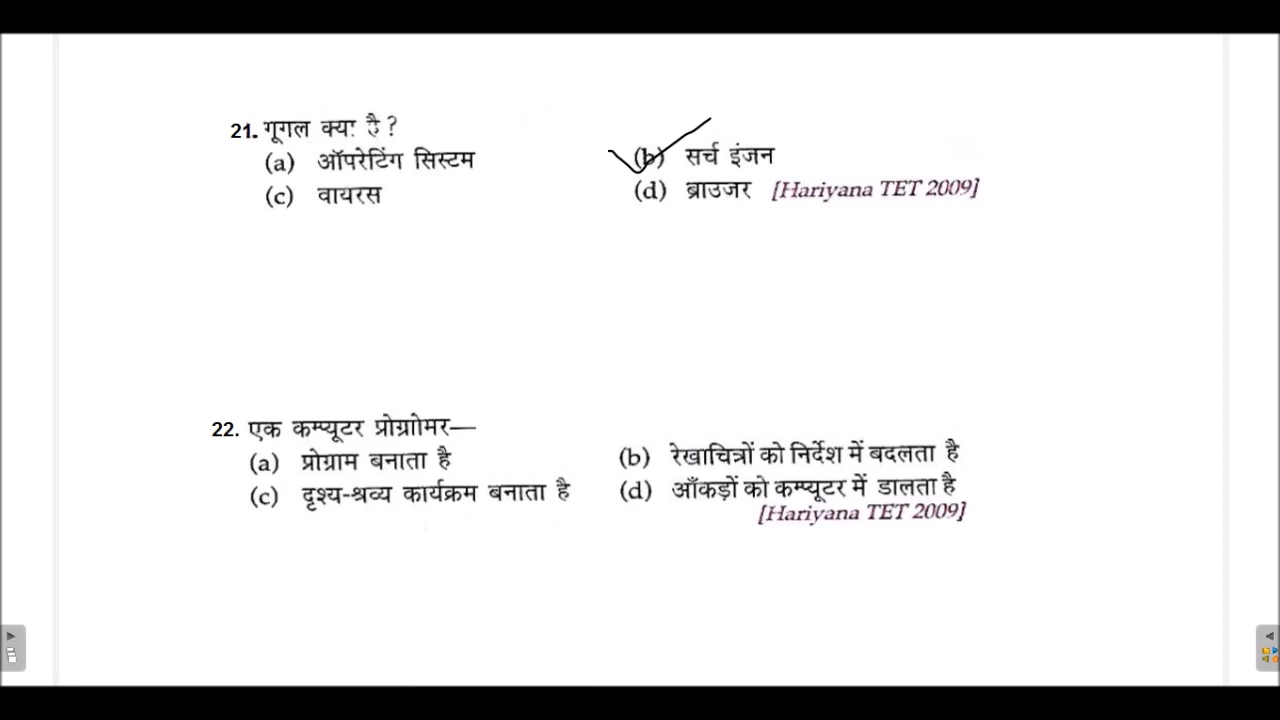 21. गूगल क्या है ?
(a) ऑपरेटिंग सिस्टम (b) सर्च इंजन
(c) वायरस (d) ब्राउजर [Hariyana TET 2009]
22. एक कम्प्यूटर प्रोग्राोमर—
(a) प्रोग्राम बनाता है (b) रेखाचित्रों को निर्देश में बदलता है
(c) दृश्य-श्रव्य कार्यक्रम बनाता है (d) आँकड़ों को कम्प्यूटर में डालता है
[Hariyana TET 2009]